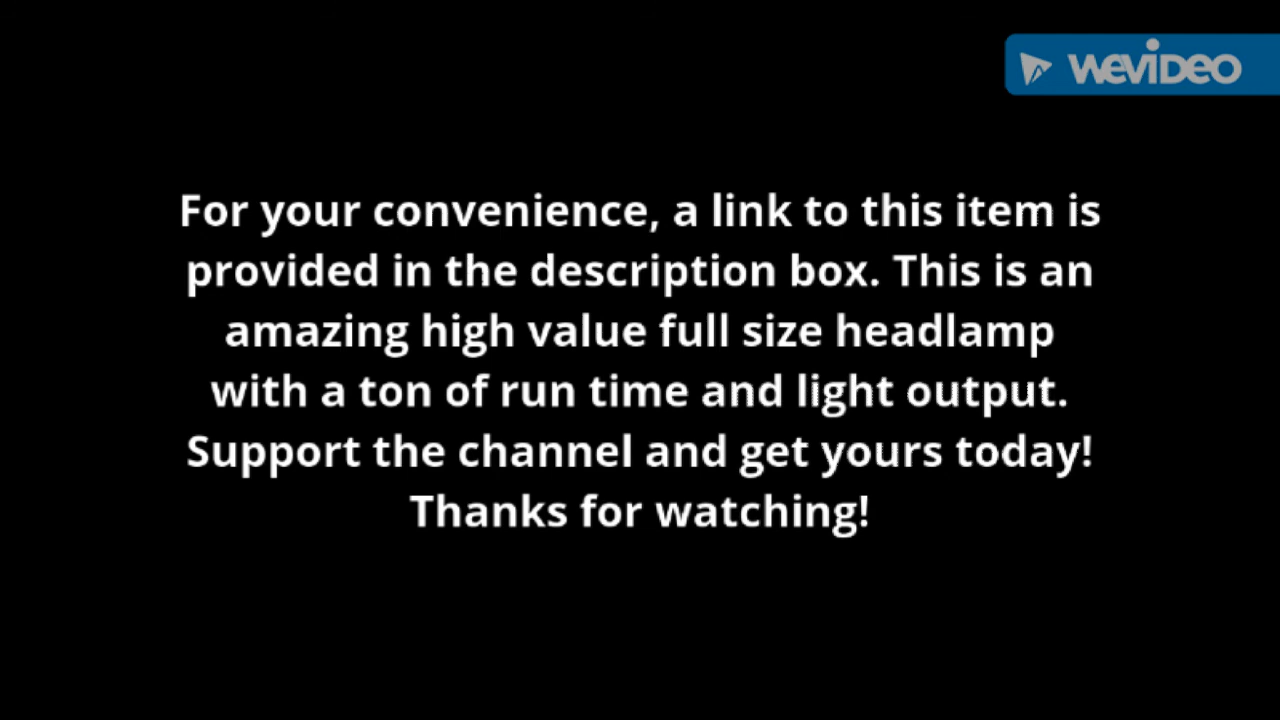 WEVIDEO
For your convenience, a link to this item is
provided in the description box. This is an
amazing high value full size headlamp
with a ton of run time and light output.
Support the channel and get yours today!
Thanks for watching!